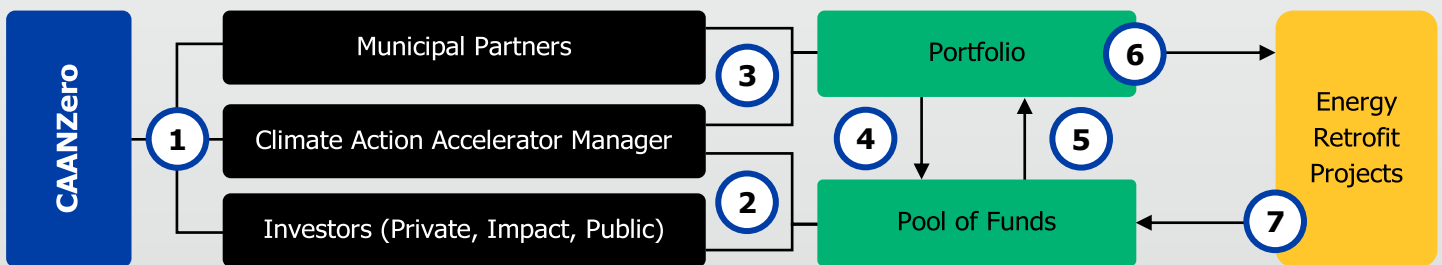 CAANZero
1
Municipal Partners
Climate Action Accelerator Manager
Investors (Private, Impact, Public)
3
2
Portfolio
6
4
5
Pool of Funds
7
Energy
Retrofit
Projects